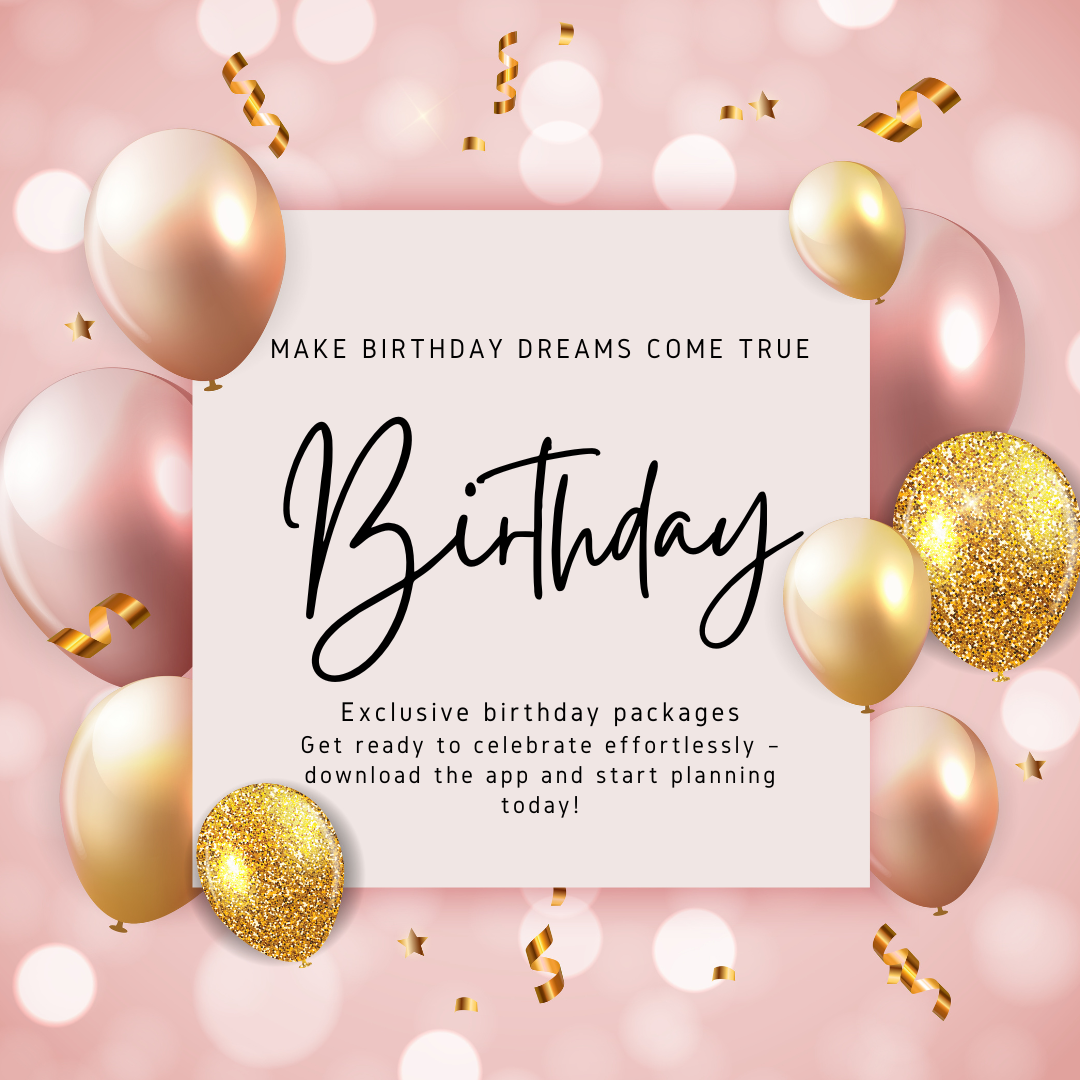 MAKE BIRTHDAY DREAMS COME TRUE
Birthday
Exclusive birthday packages
Get ready to celebrate effortlessly –
download the app and start planning
today!